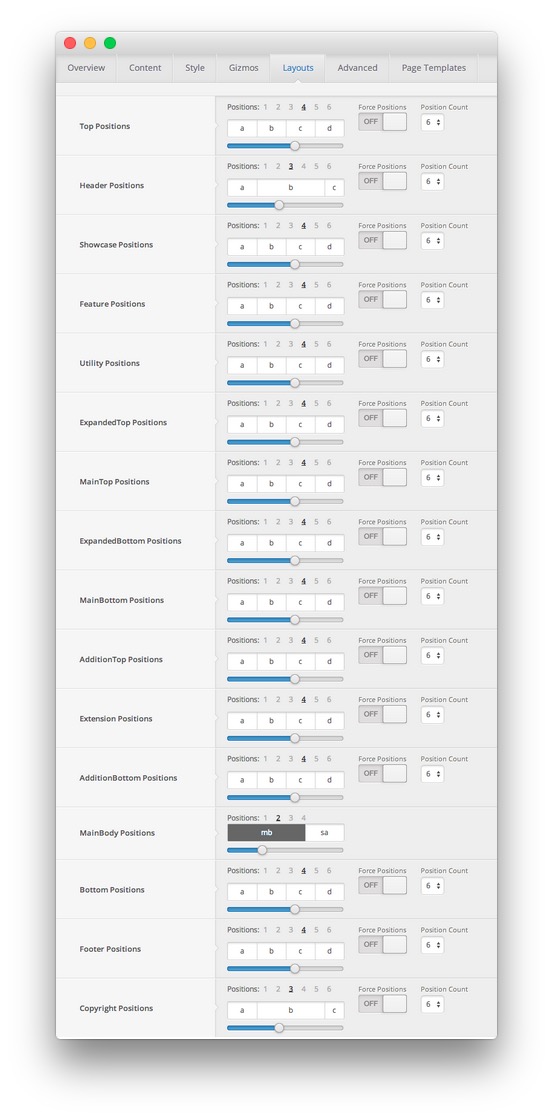 Overview Content Style Gizmos Layouts Advanced Page Templates
Positions: 1 2 3 4 5 6 Force Positions Position Count
Top Positions a b c d OFF 6
Positions: 1 2 3 4 5 6 Force Positions Position Count
Header Positions a b c OFF 6
Positions: 1 2 3 4 5 6 Force Positions Position Count
Showcase Positions a b c d OFF 6
Positions: 1 2 3 4 5 6 Force Positions Position Count
Feature Positions a b c d OFF 6
Positions: 1 2 3 4 5 6 Force Positions Position Count
Utility Positions a b c d OFF 6
Positions: 1 2 3 4 5 6 Force Positions Position Count
ExpandedTop Positions a b c d OFF 6
Positions: 1 2 3 4 5 6 Force Positions Position Count
MainTop Positions a b c d OFF 6
Positions: 1 2 3 4 5 6 Force Positions Position Count
ExpandedBottom Positions a b c d OFF 6
Positions: 1 2 3 4 5 6 Force Positions Position Count
MainBottom Positions a b c d OFF 6
Positions: 1 2 3 4 5 6 Force Positions Position Count
AdditionTop Positions a b c d OFF 6
Positions: 1 2 3 4 5 6 Force Positions Position Count
Extension Positions a b c d OFF 6
Positions: 1 2 3 4 5 6 Force Positions Position Count
AdditionBottom Positions a b c d OFF 6
Positions: 1 2 3 4
MainBody Positions mb sa
Positions: 1 2 3 4 5 6 Force Positions Position Count
Bottom Positions a b c d OFF 6
Positions: 1 2 3 4 5 6 Force Positions Position Count
Footer Positions a b c d OFF 6
Positions: 1 2 3 4 5 6 Force Positions Position Count
Copyright Positions a b c OFF 6